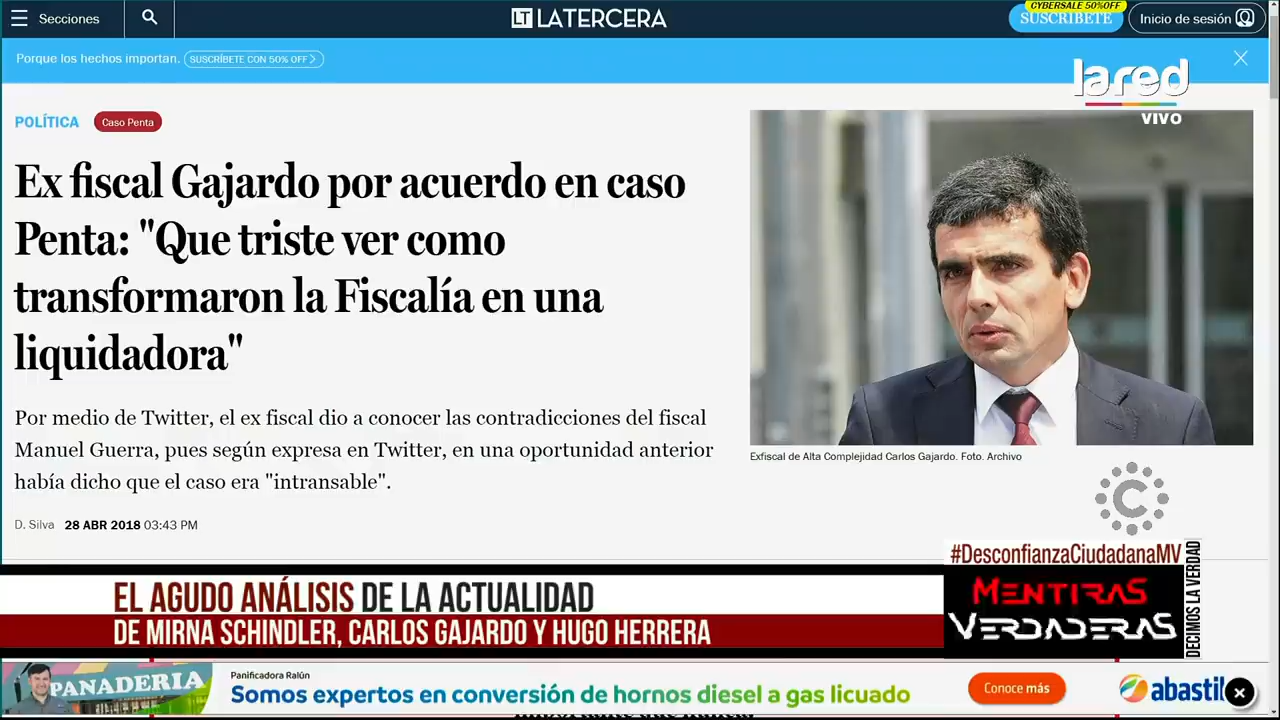 Secciones
LT LATERCERA
CYBERSALE 50%OFF
SUSCRÍBETE
Inicio de sesión
Porque los hechos importan.
SUSCRÍBETE CON 50% OFF
lared
VIVO
POLÍTICA
Caso Penta
Ex fiscal Gajardo por acuerdo en caso
Penta: "Que triste ver como
transformaron la Fiscalía en una
liquidadora"
Por medio de Twitter, el ex fiscal dio a conocer las contradicciones del fiscal
Manuel Guerra, pues según expresa en Twitter, en una oportunidad anterior
había dicho que el caso era "intransable".
D. Silva 28 ABR 2018 03:43 PM
Exfiscal de Alta Complejidad Carlos Gajardo. Foto. Archivo
C
#DesconfianzaCiudadanaMV
MENTIRAS
VERDADERAS
DECIMOS LA VERDAD
EL AGUDO ANÁLISIS DE LA ACTUALIDAD
DE MIRNA SCHINDLER, CARLOS GAJARDO Y HUGO HERRERA
PANADERIA
Panificadora Ralún
Somos expertos en conversión de hornos diesel a gas licuado
Conoce más
abastil